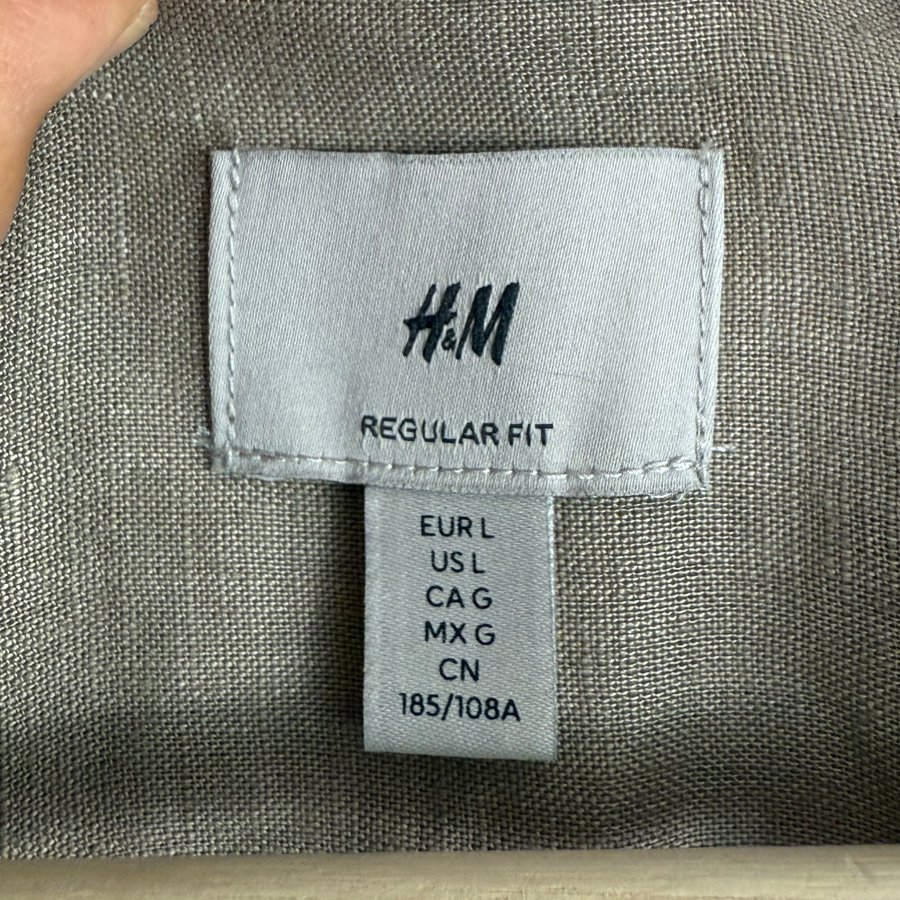 H&M
REGULAR FIT
EUR L
US L
CA G
MX G
CN
185/108A